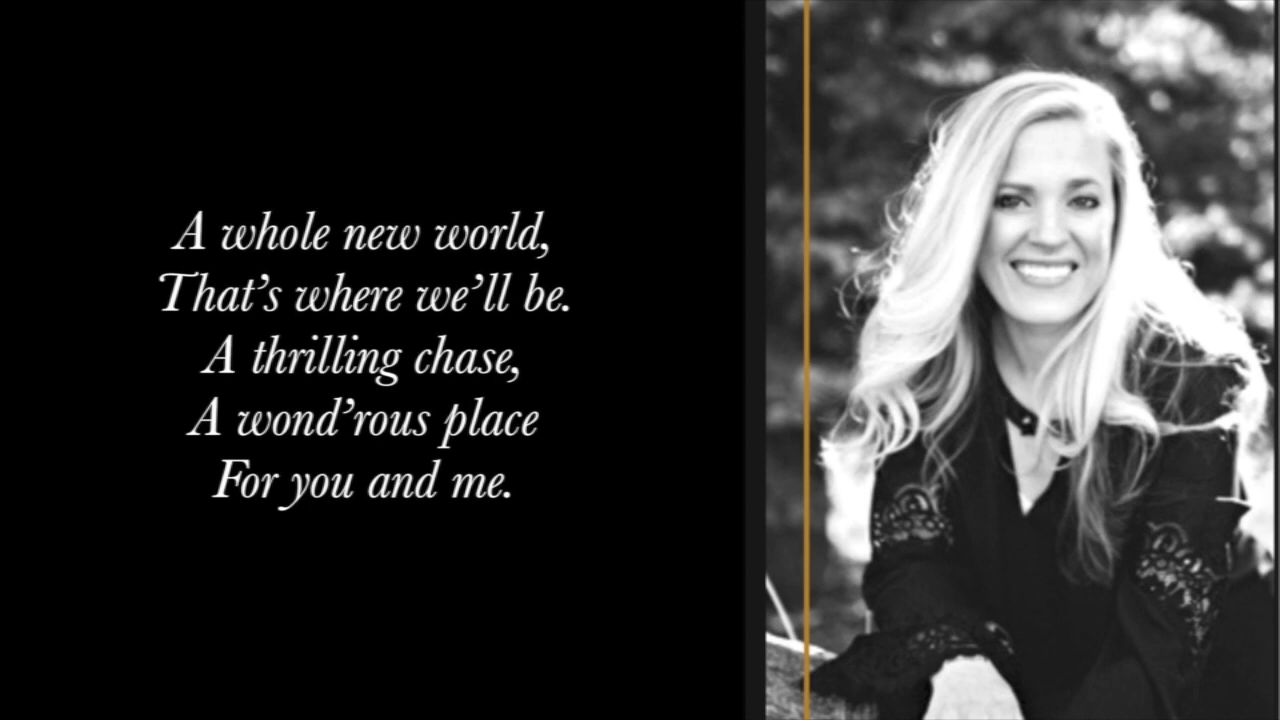 A whole new world,
That’s where we’ll be.
A thrilling chase,
A wond’rous place
For you and me.